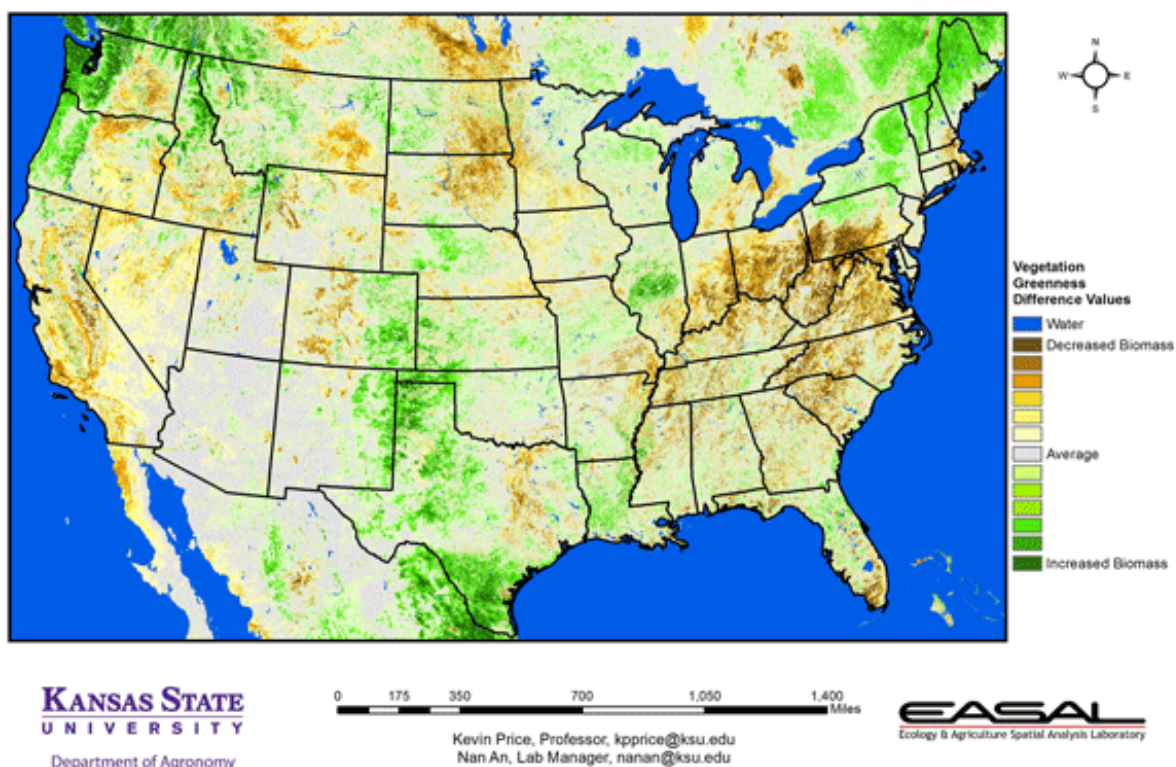 N
W
E
S
Vegetation
Greenness
Difference Values
Water
Decreased Biomass
Average
Increased Biomass
KANSAS STATE
UNIVERSITY
Department of Agronomy
0 175 350 700 1,050 1,400
Miles
Kevin Price, Professor, kpprice@ksu.edu
Nan An, Lab Manager, nanan@ksu.edu
EASAL
Ecology & Agriculture Spatial Analysis Laboratory